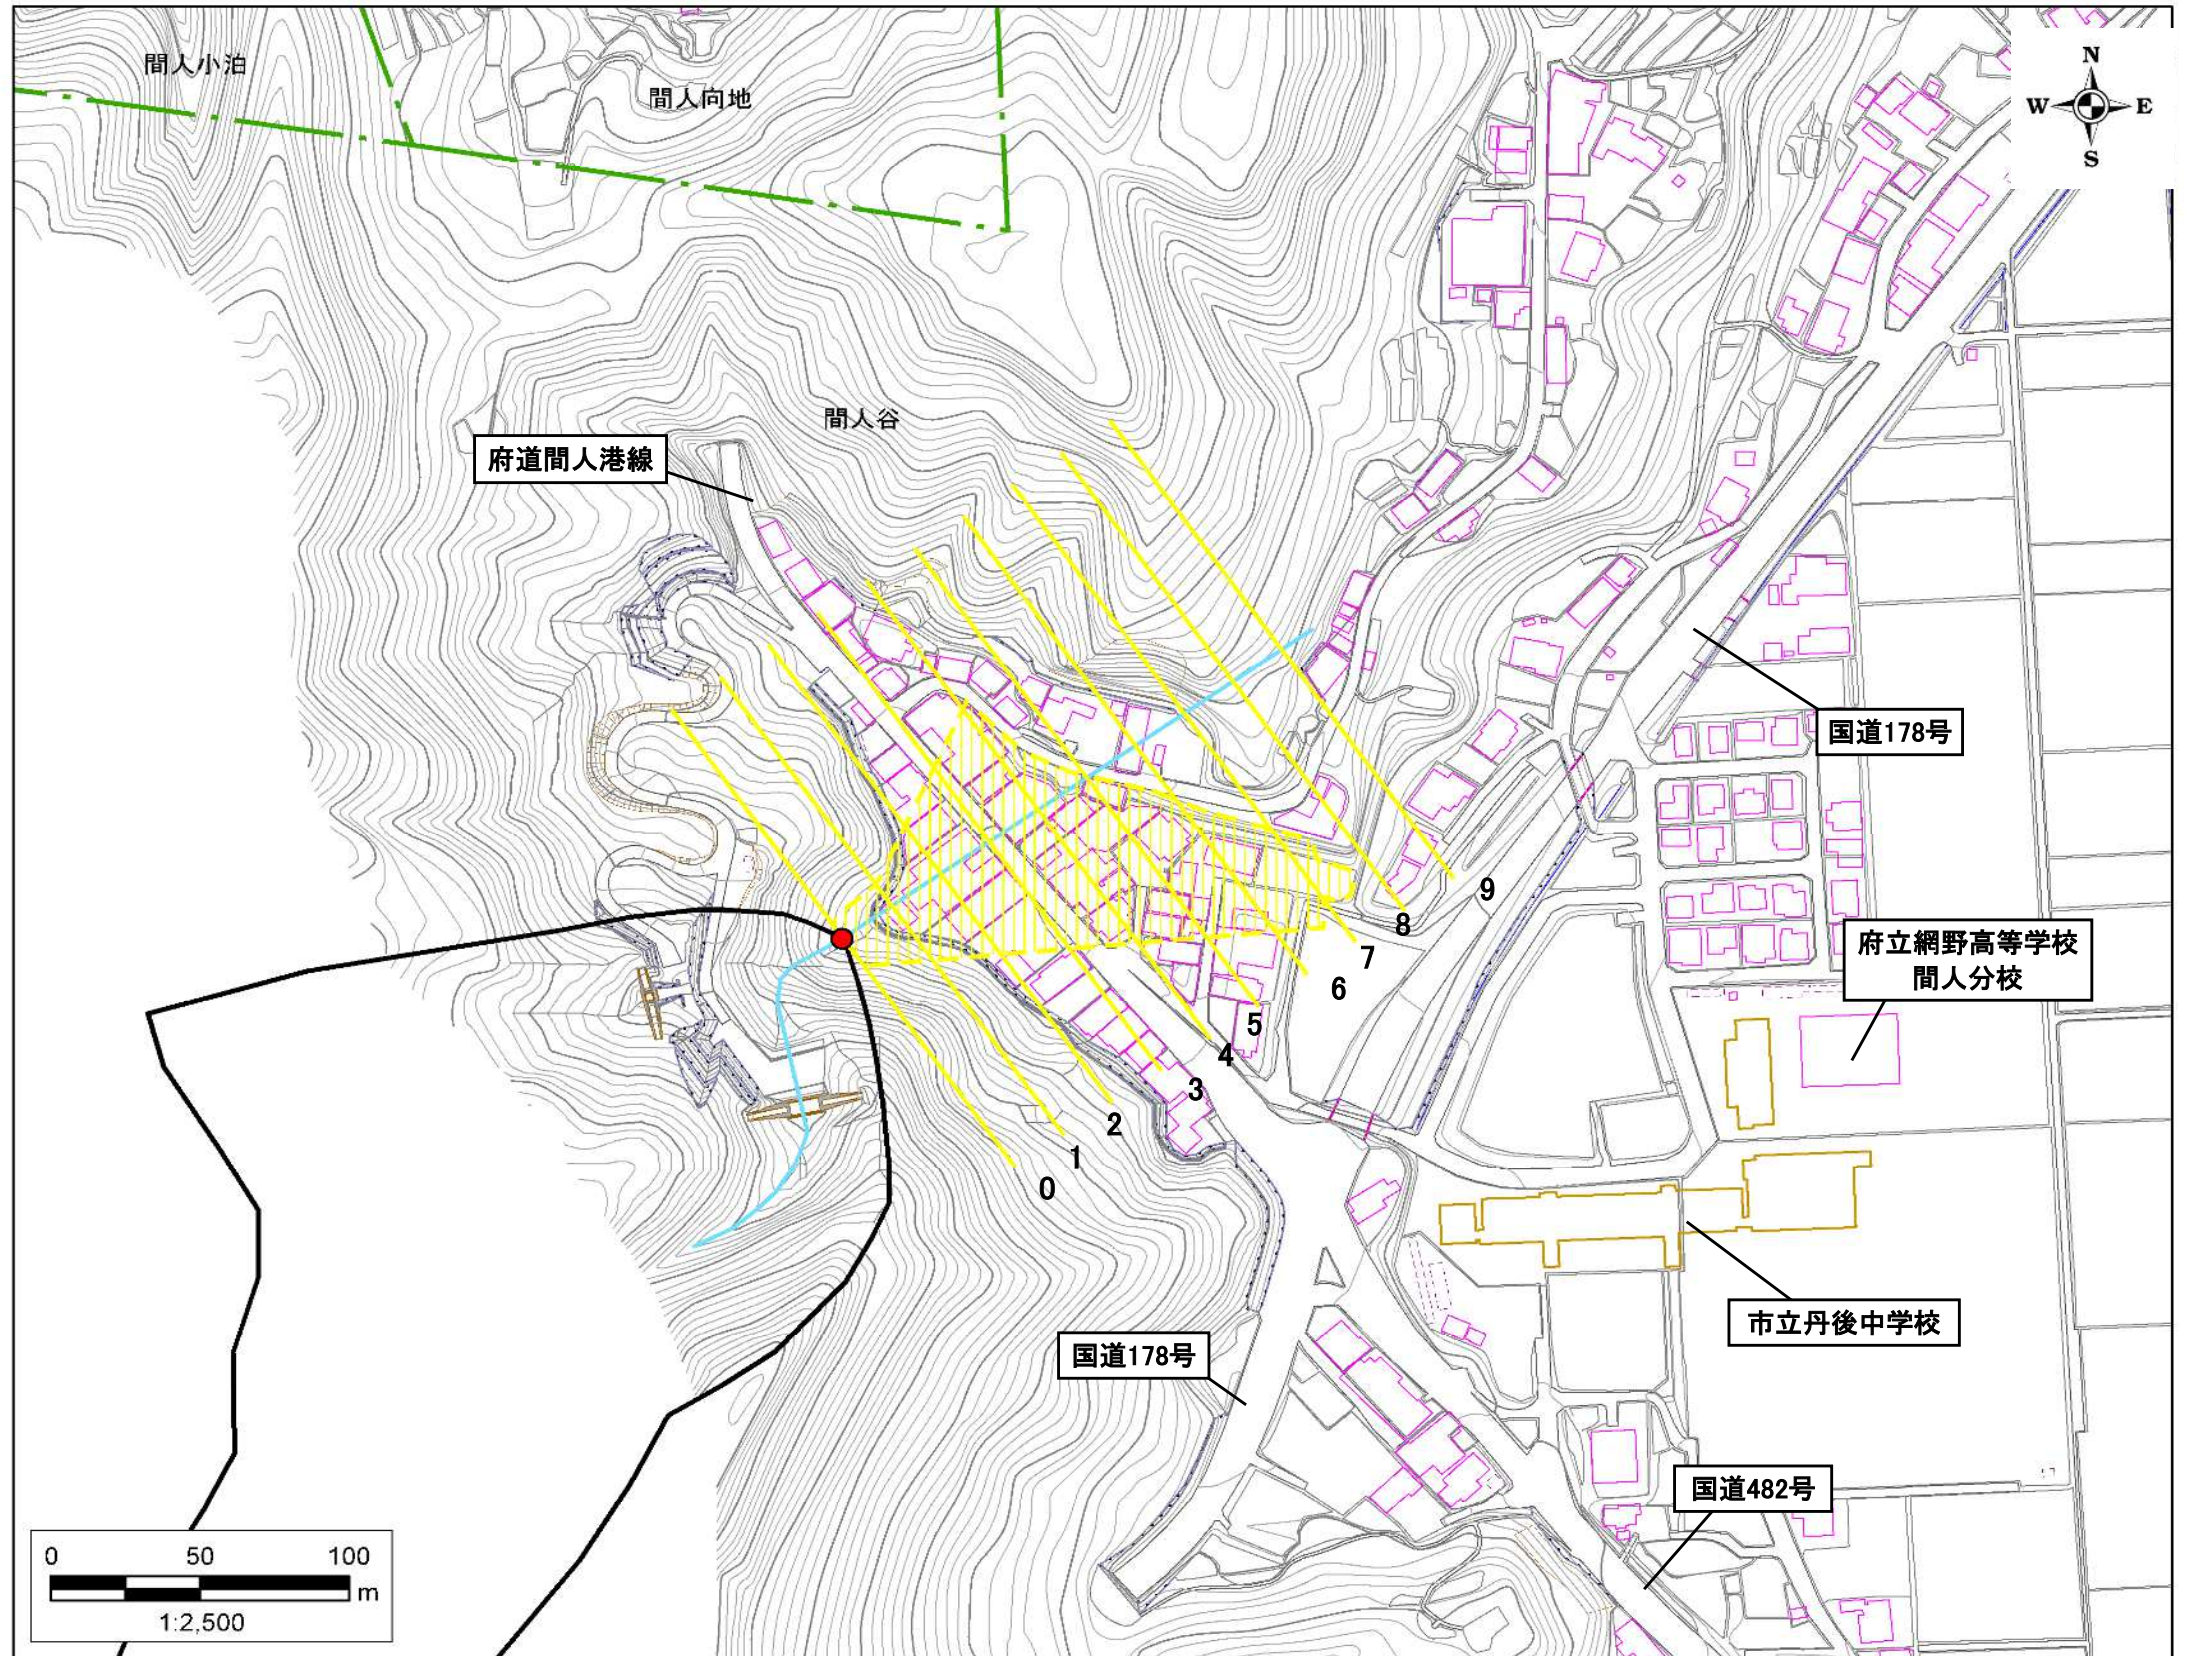 間人小泊
間人向地
N
W
E
S
間人谷
府道間人港線
国道178号
9
8
7
6
5
4
3
2
1
0
府立網野高等学校
間人分校
市立丹後中学校
国道178号
国道482号
0 50 100
m
1:2,500